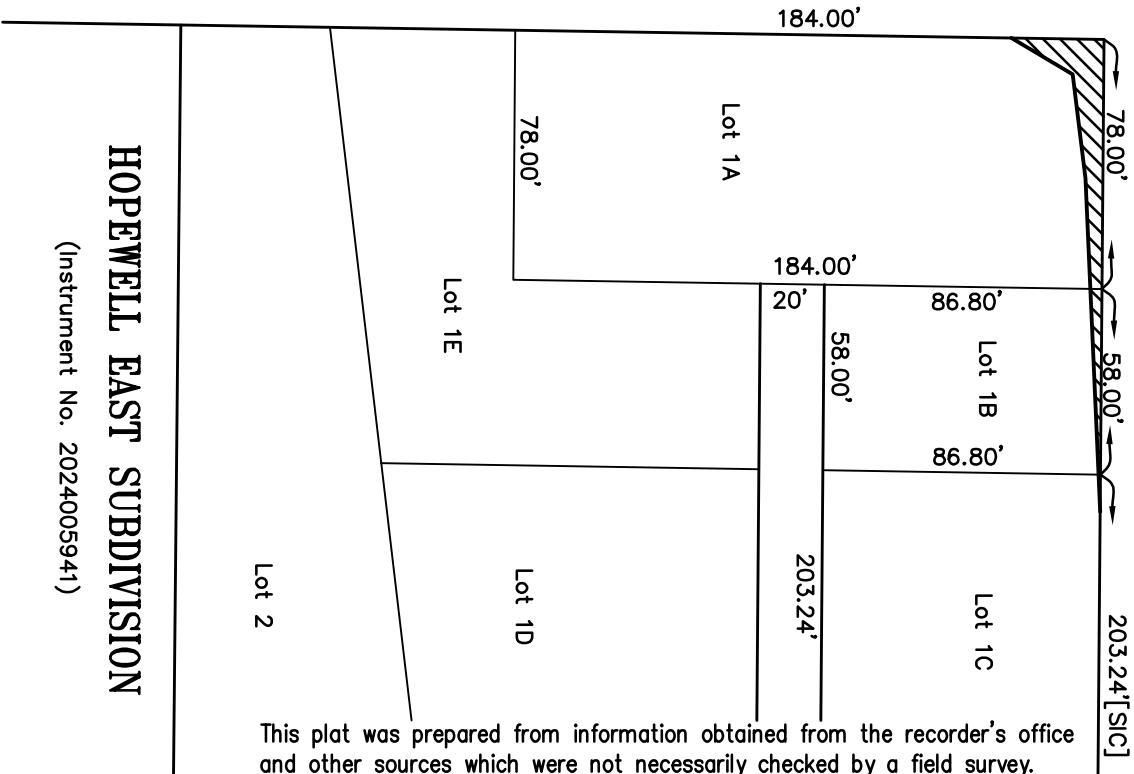 184.00'
78.00'
Lot 1A
78.00'
184.00'
20'
86.80'
58.00'
58.00'
Lot 1B
Lot 1E
86.80'
203.24'
203.24'[SIC]
Lot 1C
Lot 1D
Lot 2
HOPEWELL EAST SUBDIVISION
(Instrument No. 2024005941)
This plat was prepared from information obtained from the recorder's office
and other sources which were not necessarily checked by a field survey.